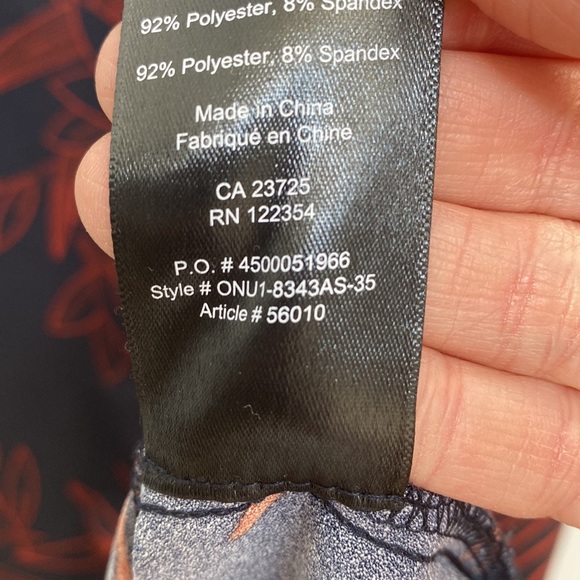 92% Polyester, 8% Spandex
92% Polyester, 8% Spandex
Made in China
Fabriqué en Chine
CA 23725
RN 122354
P.O. # 4500051966
Style # ONU1-8343AS-35
Article # 56010